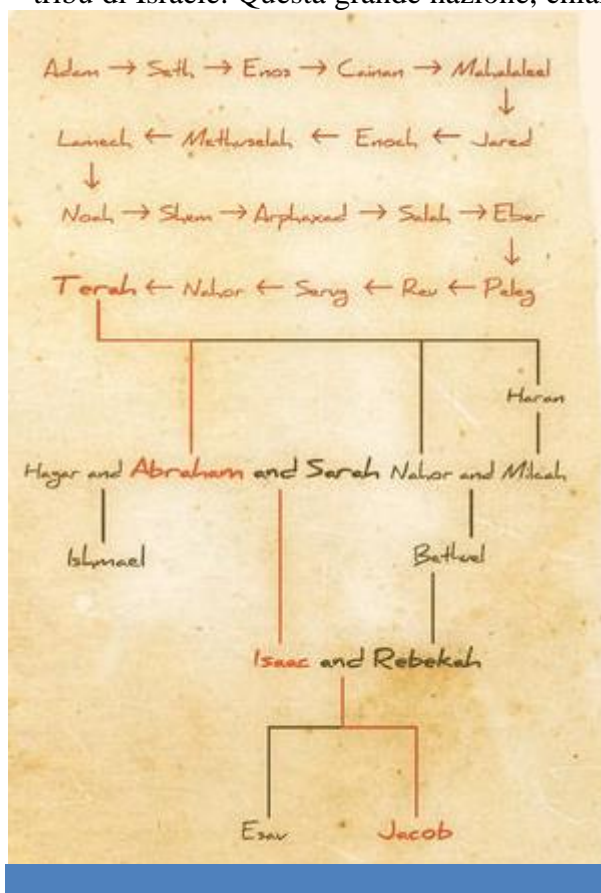 tribù di Israele. Questa grande nazione, chia
Adam → Seth → Enos → Cainan → Mahalaleel
↓
Lamech ← Methuselah ← Enoch ← Jared
↓
Noah → Shem → Arphaxad → Salah → Eber
↓
Terah ← Nahor ← Serug ← Reu ← Peleg
Haran
Hagar and Abraham and Sarah Nahor and Milcah
Ishmael Bethuel
Isaac and Rebekah
Esau Jacob